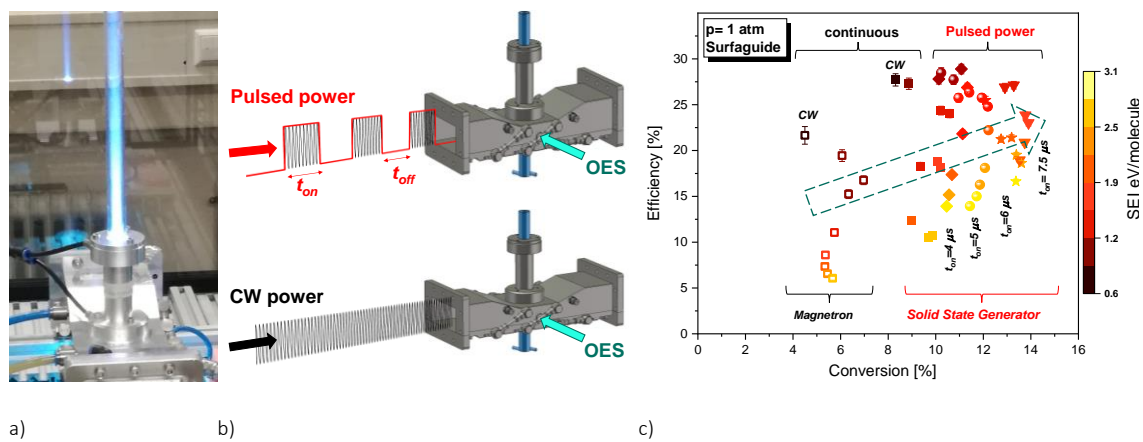 Pulsed power
t_on
t_off
OES
CW power
OES
p= 1 atm
Surfaguide
continuous
Pulsed power
CW
CW
t_on=4 µs
t_on=5 µs
t_on=6 µs
t_on= 7.5 µs
Magnetron
Solid State Generator
Efficiency [%]
30
25
20
15
10
5
0
0 2 4 6 8 10 12 14 16
Conversion [%]
3.1
2.5
1.9
1.2
0.6
SEI eV/molecule
a) b) c)